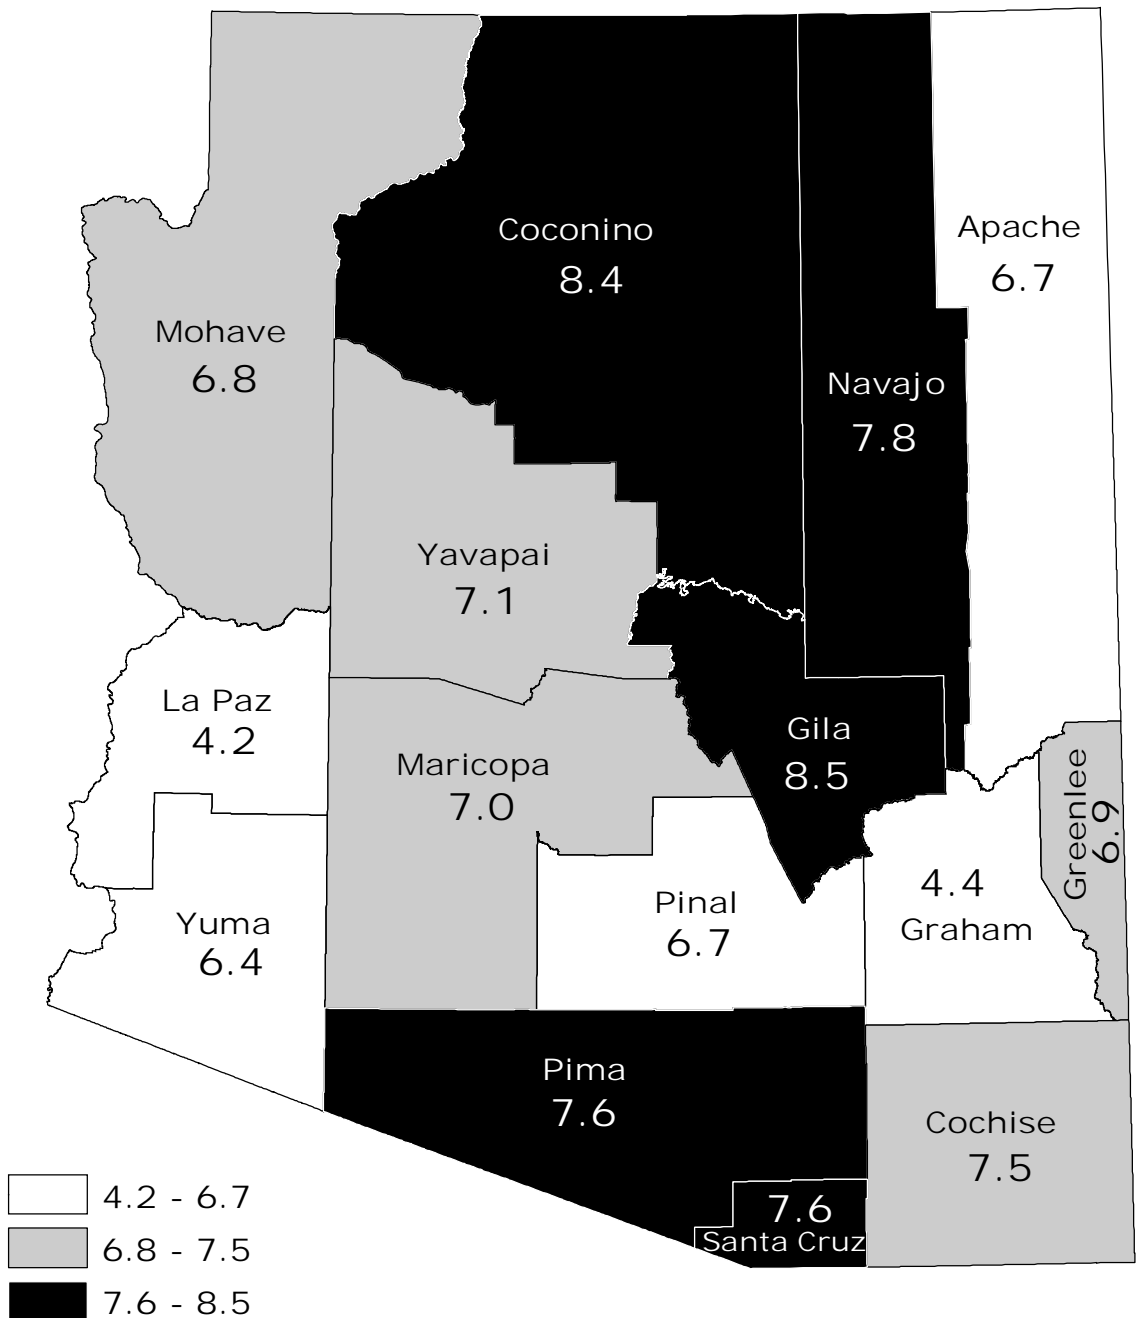 Coconino
8.4
Apache
6.7
Mohave
6.8
Navajo
7.8
Yavapai
7.1
La Paz
4.2
Gila
8.5
Maricopa
7.0
Greenlee
6.9
4.4
Graham
Pinal
6.7
Yuma
6.4
Pima
7.6
Cochise
7.5
7.6
Santa Cruz
4.2 - 6.7
6.8 - 7.5
7.6 - 8.5